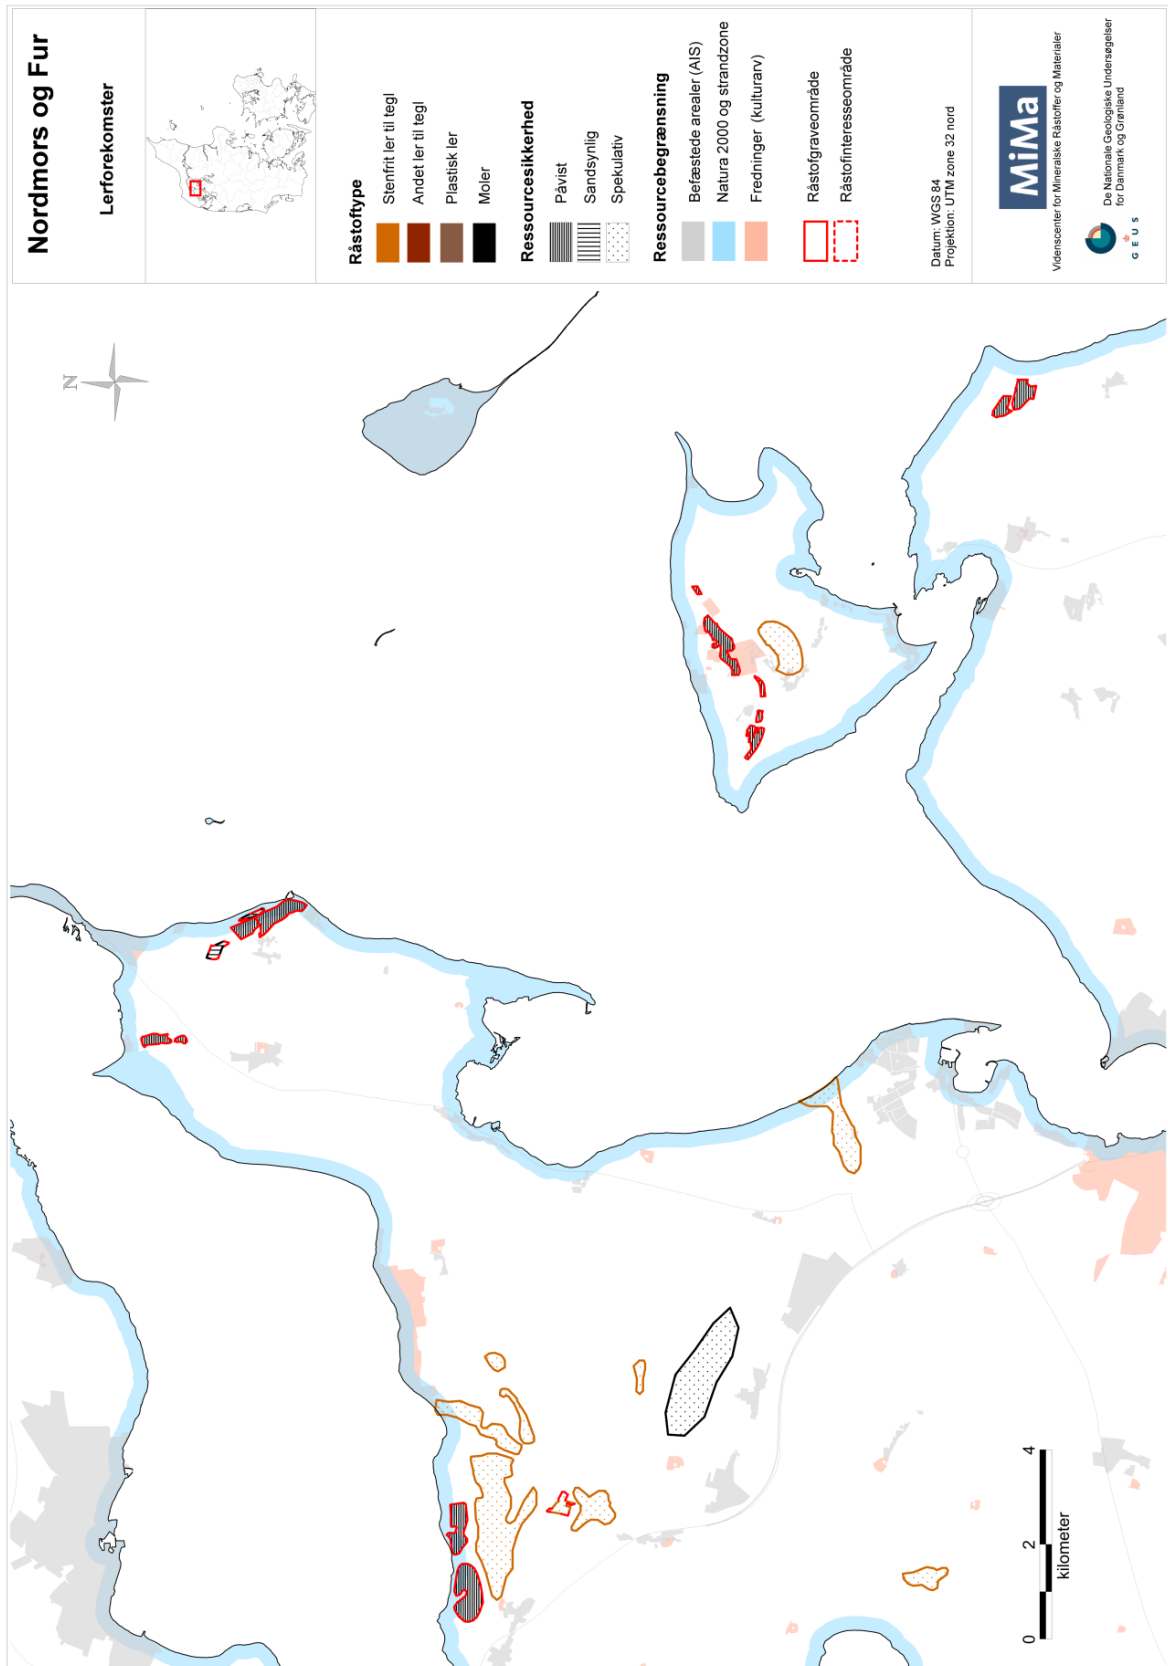 Nordmors og Fur
Lerforekomster
Råstoftype
Stenfrit ler til tegl
Andet ler til tegl
Plastisk ler
Moler
Ressourcesikkerhed
Påvist
Sandsynlig
Spekulativ
Ressourcebegrænsning
Befæstede arealer (AIS)
Natura 2000 og strandzone
Fredninger (kulturarv)
Råstofgraveområde
Råstofinteresseområde
Datum: WGS 84
Projektion: UTM zone 32 nord
MiMa
Videnscenter for Mineralske Råstoffer og Materialer
G E U S
De Nationale Geologiske Undersøgelser
for Danmark og Grønland
N
0 2 4
kilometer